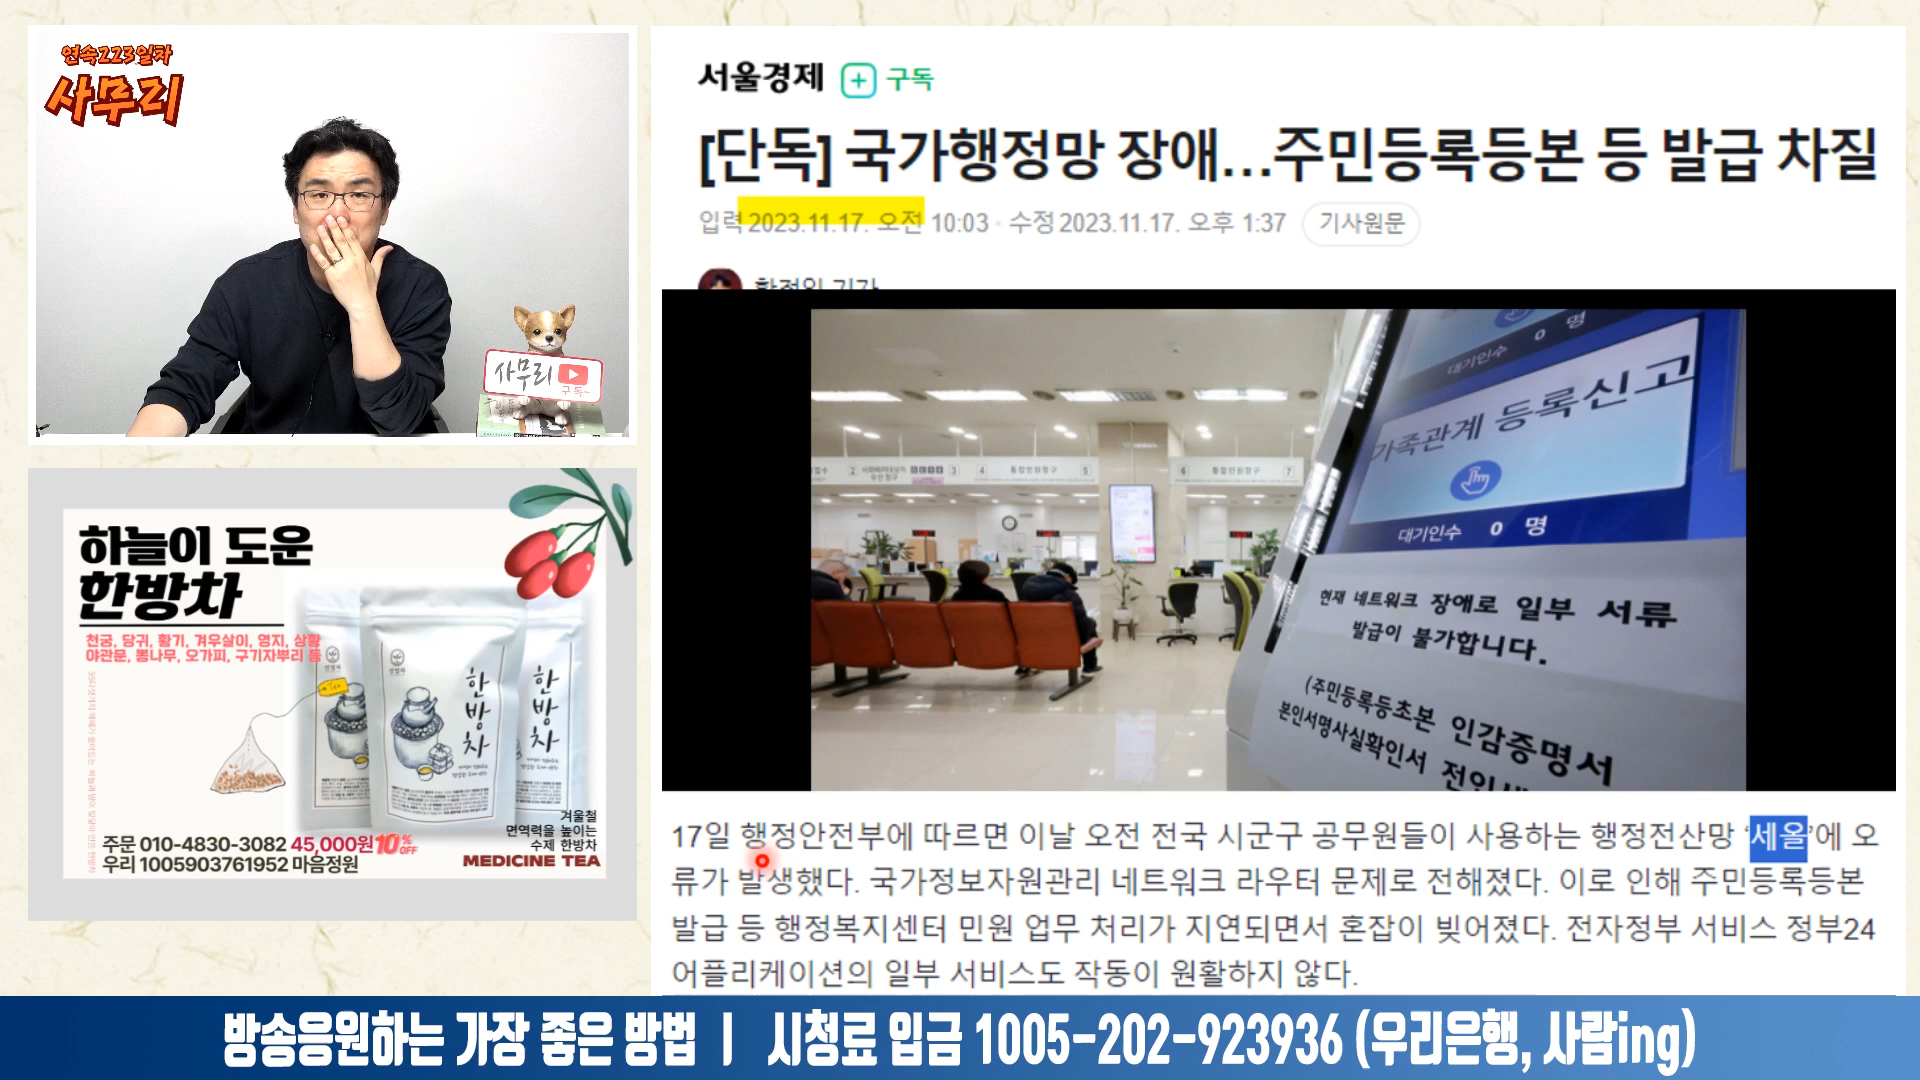 연속223일차
사무리
사무리
구독~
하늘이 도운
한방차
천궁, 당귀, 황기, 겨우살이, 영지, 상황
야관문, 뽕나무, 오가피, 구기자뿌리 등
한방차
한방차
주문 010-4830-3082 45,000원 10% OFF
우리 1005903761952 마음정원
겨울철
면역력을 높이는
수제 한방차
MEDICINE TEA
서울경제 구독
[단독] 국가행정망 장애...주민등록등본 등 발급 차질
입력 2023.11.17. 오전 10:03 · 수정 2023.11.17. 오후 1:37 기사원문
대기인수 0 명
가족관계 등록신고
대기인수 0 명
현재 네트워크 장애로 일부 서류
발급이 불가합니다.
(주민등록등초본 인감증명서
본인서명사실확인서
2 3 4 통합민원창구 5
6 통합민원창구 7
17일 행정안전부에 따르면 이날 오전 전국 시군구 공무원들이 사용하는 행정전산망 ‘세올’에 오
류가 발생했다. 국가정보자원관리 네트워크 라우터 문제로 전해졌다. 이로 인해 주민등록등본
발급 등 행정복지센터 민원 업무 처리가 지연되면서 혼잡이 빚어졌다. 전자정부 서비스 정부24
어플리케이션의 일부 서비스도 작동이 원활하지 않다.
방송응원하는 가장 좋은 방법 ㅣ 시청료 입금 1005-202-923936 (우리은행, 사람ing)